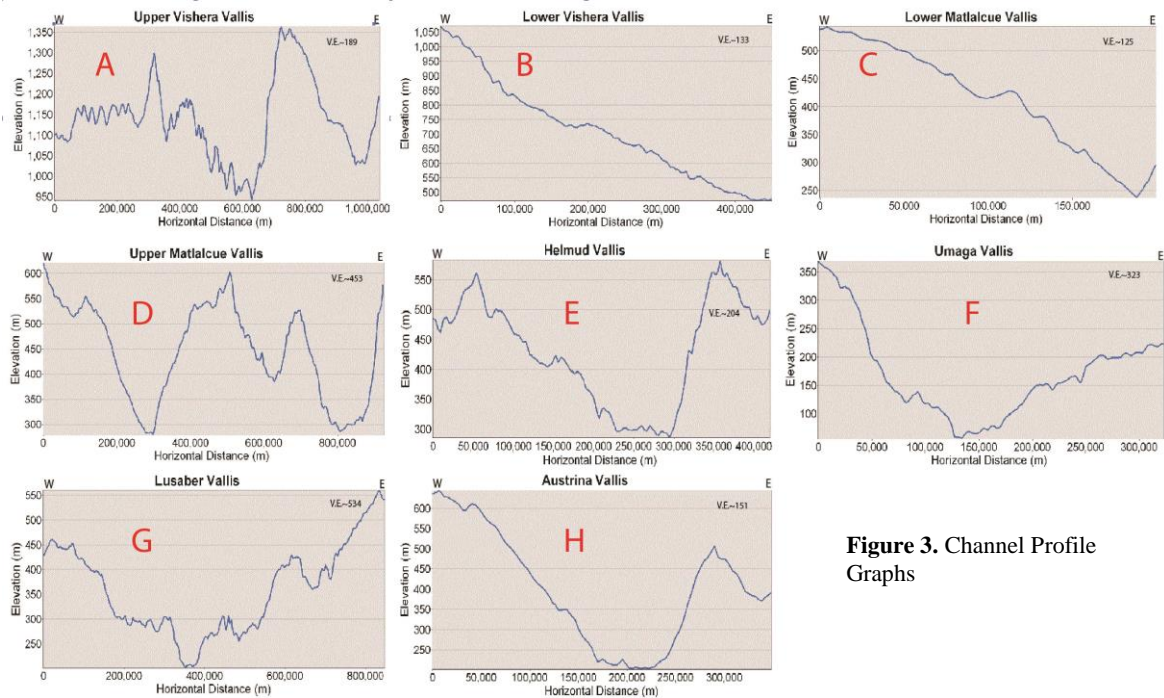 Upper Vishera Vallis
W
E
V.E.~189
A
Elevation (m)
1,350
1,300
1,250
1,200
1,150
1,100
1,050
1,000
950
0 200,000 400,000 600,000 800,000 1,000,000
Horizontal Distance (m)
Lower Vishera Vallis
W
E
V.E.~133
B
Elevation (m)
1,050
1,000
950
900
850
800
750
700
650
600
550
500
0 100,000 200,000 300,000 400,000
Horizontal Distance (m)
Lower Matlalcue Vallis
W
E
V.E.~125
C
Elevation (m)
500
450
400
350
300
250
0 50,000 100,000 150,000
Horizontal Distance (m)
Upper Matlalcue Vallis
W
E
V.E.~453
D
Elevation (m)
600
550
500
450
400
350
300
0 200,000 400,000 600,000 800,000
Horizontal Distance (m)
Helmud Vallis
W
E
V.E.~204
E
Elevation (m)
550
500
450
400
350
300
0 50,000 100,000 150,000 200,000 250,000 300,000 350,000 400,000
Horizontal Distance (m)
Umaga Vallis
W
E
V.E.~323
F
Elevation (m)
350
300
250
200
150
100
0 50,000 100,000 150,000 200,000 250,000 300,000
Horizontal Distance (m)
Lusaber Vallis
W
E
V.E.~534
G
Elevation (m)
550
500
450
400
350
300
250
0 200,000 400,000 600,000 800,000
Horizontal Distance (m)
Austrina Vallis
W
E
V.E.~151
H
Elevation (m)
600
550
500
450
400
350
300
250
0 50,000 100,000 150,000 200,000 250,000 300,000
Horizontal Distance (m)
Figure 3. Channel Profile
Graphs